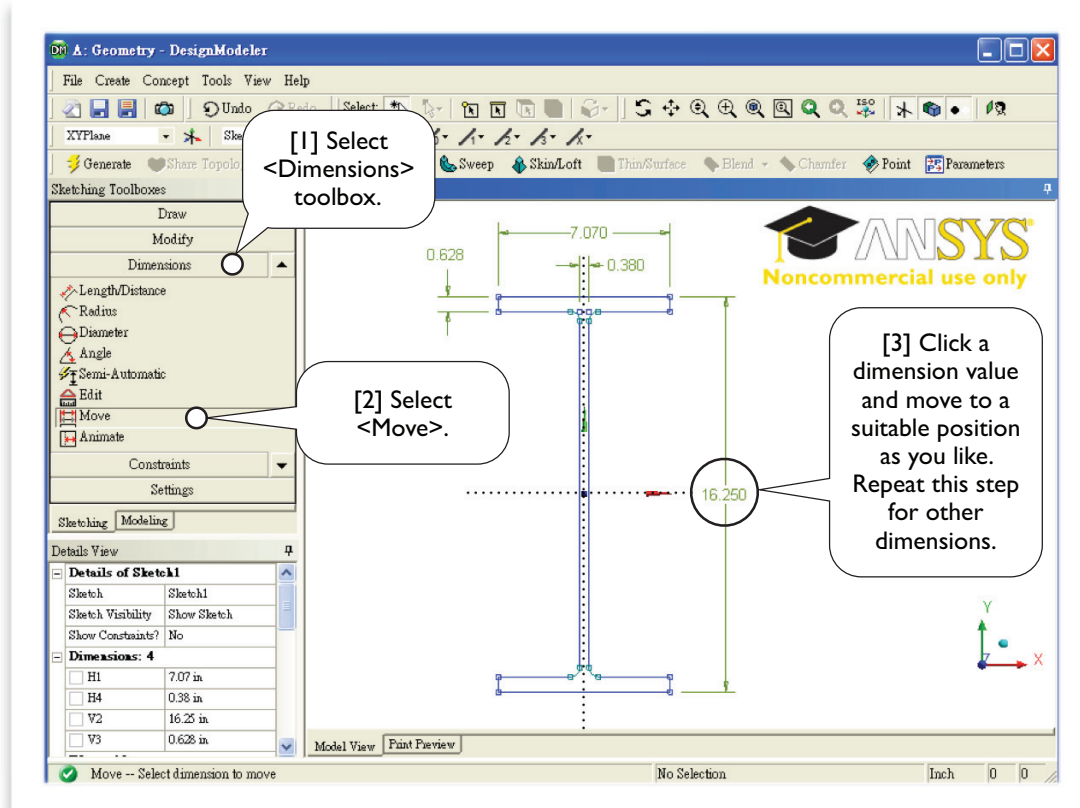 A: Geometry - DesignModeler
File Create Concept Tools View Help
Undo Redo Select:
XYPlane
Generate Share Topolo Sweep Skin/Loft Thin/Surface Blend Chamfer Point Parameters
[1] Select
<Dimensions>
toolbox.
Sketching Toolboxes
Draw
Modify
Dimensions
Length/Distance
Radius
Diameter
Angle
Semi-Automatic
Edit
Move
Animate
Constraints
Settings
[2] Select
<Move>.
Sketching Modeling
7.070
0.628
0.380
16.250
ANSYS
Noncommercial use only
[3] Click a
dimension value
and move to a
suitable position
as you like.
Repeat this step
for other
dimensions.
Y
Z X
Details View
Details of Sketch1
Sketch Sketch1
Sketch Visibility Show Sketch
Show Constraints? No
Dimensions: 4
H1 7.07 in
H4 0.38 in
V2 16.25 in
V3 0.628 in
Model View Print Preview
Move -- Select dimension to move No Selection Inch 0 0